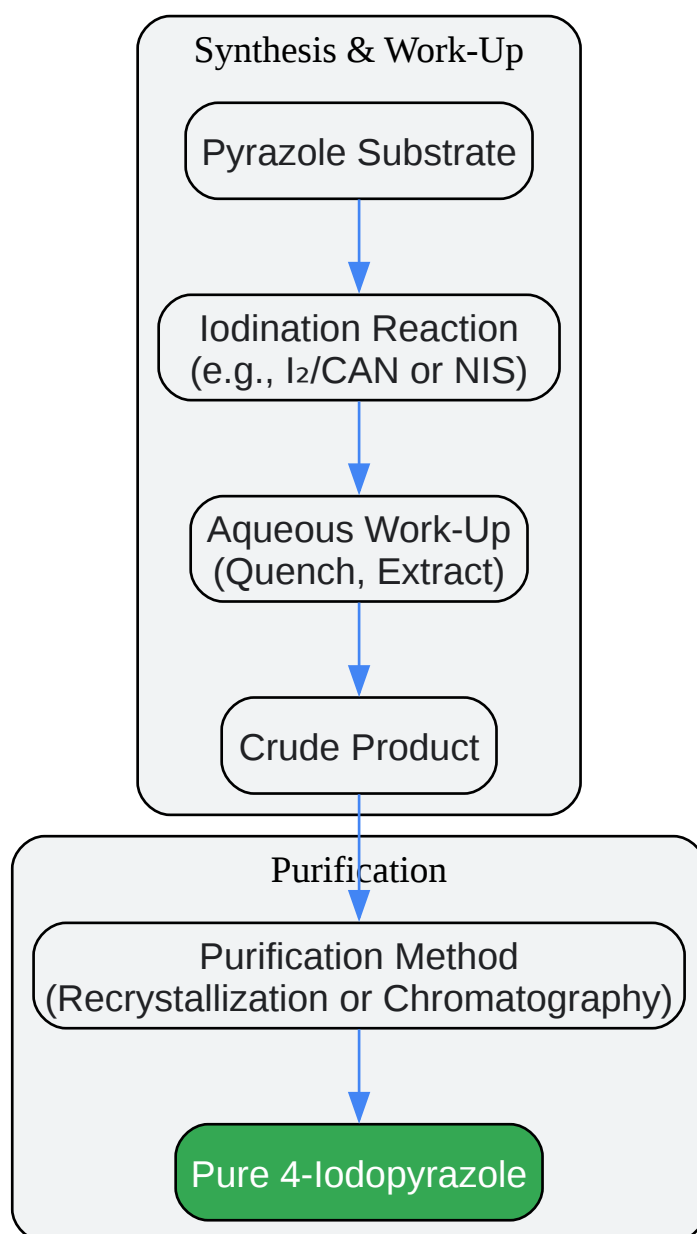 Synthesis & Work-Up
Pyrazole Substrate
Iodination Reaction
(e.g., I₂/CAN or NIS)
Aqueous Work-Up
(Quench, Extract)
Crude Product
Purification
Purification Method
(Recrystallization or Chromatography)
Pure 4-Iodopyrazole